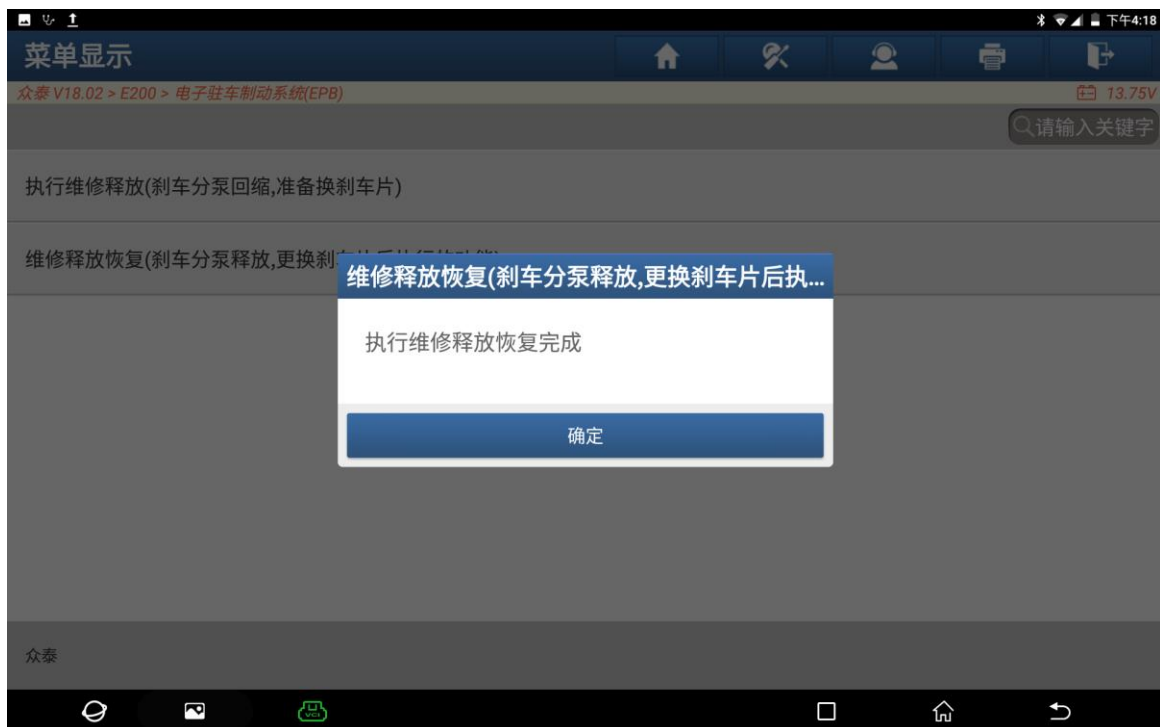 下午4:18
菜单显示
众泰 V18.02 > E200 > 电子驻车制动系统(EPB)
13.75V
请输入关键字
执行维修释放(刹车分泵回缩,准备换刹车片)
维修释放恢复(刹车分泵释放,更换刹
维修释放恢复(刹车分泵释放,更换刹车片后执...
执行维修释放恢复完成
确定
众泰
VCI